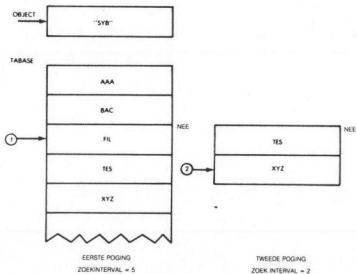 OBJECT
"SYB"
TABASE
AAA
BAC
FIL
NEE
1
TES
XYZ
NEE
TES
2
XYZ
EERSTE POGING
ZOEKINTERVAL = 5
TWEEDE POGING
ZOEK INTERVAL = 2